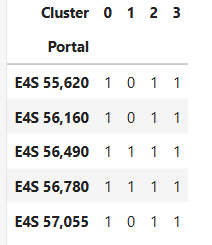 Cluster 0 1 2 3
Portal
E4S 55,620 1 0 1 1
E4S 56,160 1 0 1 1
E4S 56,490 1 1 1 1
E4S 56,780 1 1 1 1
E4S 57,055 1 0 1 1